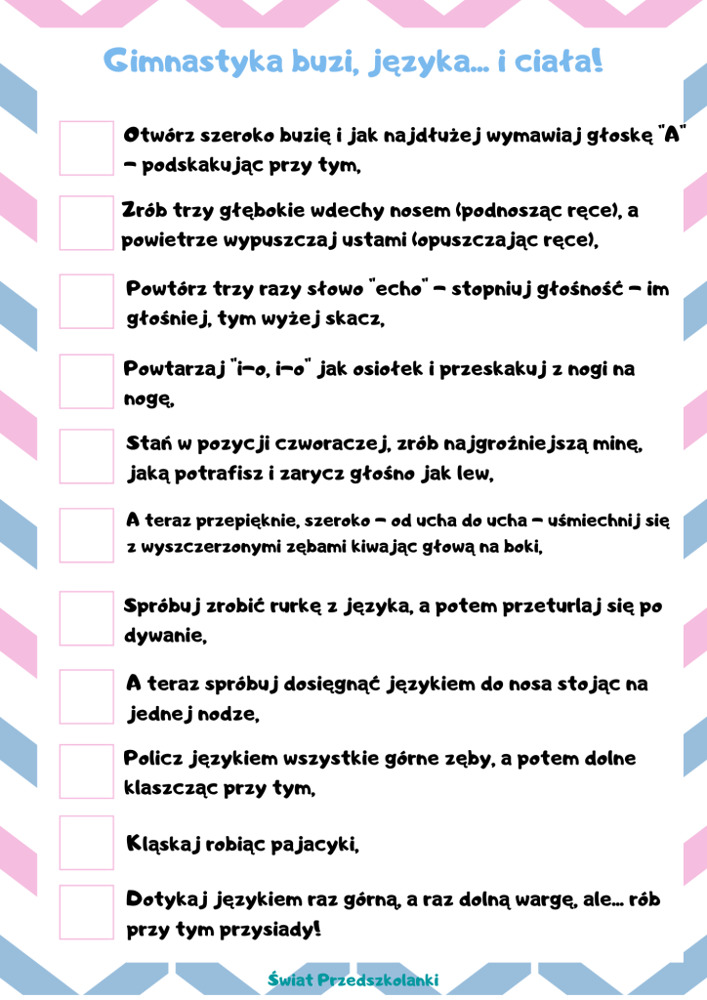 Gimnastyka buzi, języka... i ciała!
Otwórz szeroko buzię i jak najdłużej wymawiaj głoskę "A"
– podskakując przy tym,
Zrób trzy głębokie wdechy nosem (podnosząc ręce), a
powietrze wypuszczaj ustami (opuszczając ręce),
Powtórz trzy razy słowo "echo" – stopniuj głośność – im
głośniej, tym wyżej skacz,
Powtarzaj "i-o, i-o" jak osiołek i przeskakuj z nogi na
nogę,
Stań w pozycji czworaczej, zrób najgroźniejszą minę,
jaką potrafisz i zarycz głośno jak lew,
A teraz przepięknie, szeroko – od ucha do ucha – uśmiechnij się
z wyszczerzonymi zębami kiwając głową na boki,
Spróbuj zrobić rurkę z języka, a potem przeturlaj się po
dywanie,
A teraz spróbuj dosięgnąć językiem do nosa stojąc na
jednej nodze,
Policz językiem wszystkie górne zęby, a potem dolne
klaszcząc przy tym,
Kląskaj robiąc pajacyki,
Dotykaj językiem raz górną, a raz dolną wargę, ale... rób
przy tym przysiady!
Świat Przedszkolanki